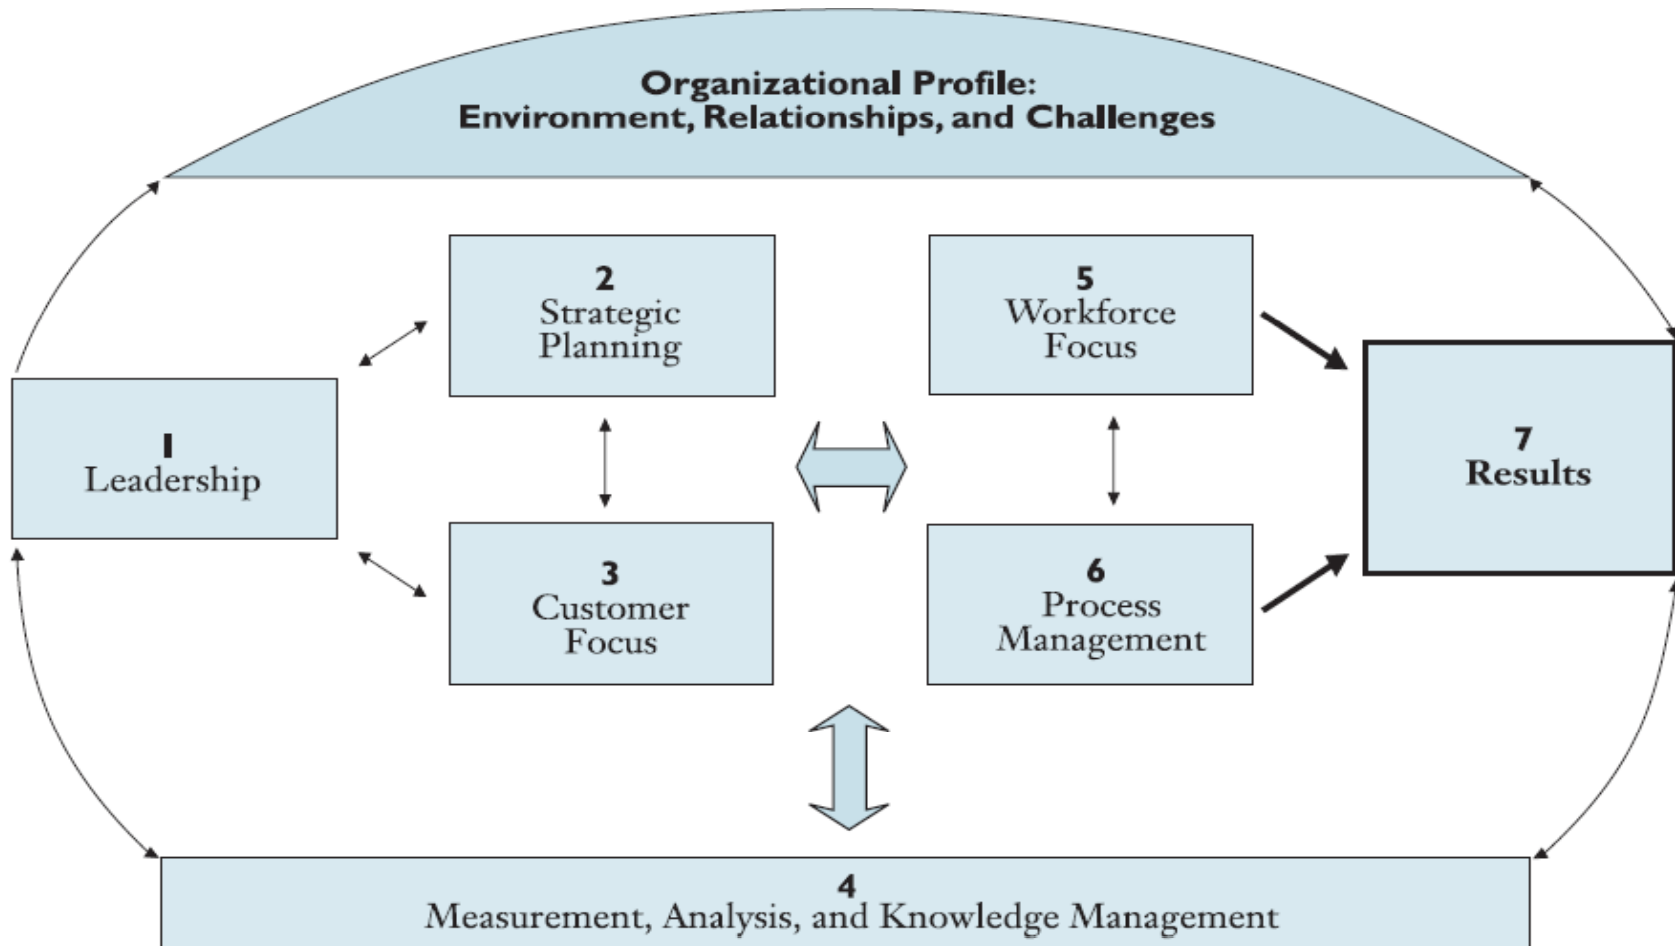 Organizational Profile:
Environment, Relationships, and Challenges
2
Strategic
Planning
5
Workforce
Focus
1
Leadership
7
Results
3
Customer
Focus
6
Process
Management
4
Measurement, Analysis, and Knowledge Management